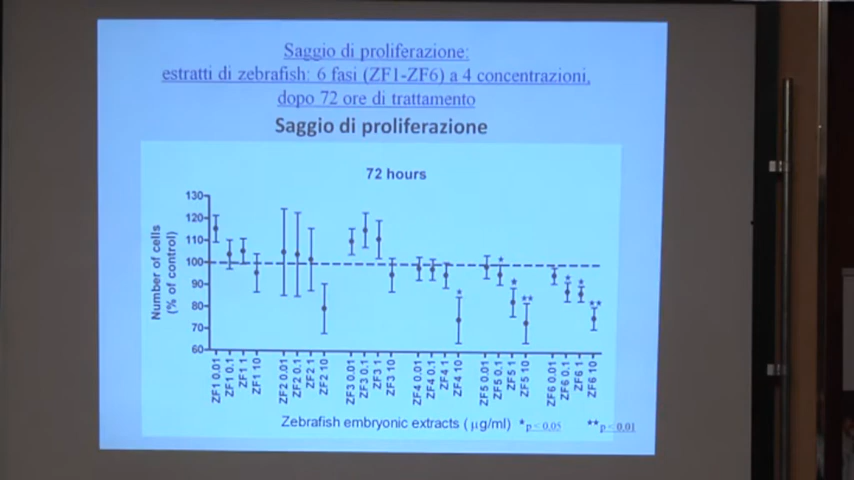 Saggio di proliferazione:
estratti di zebrafish: 6 fasi (ZF1-ZF6) a 4 concentrazioni,
dopo 72 ore di trattamento
Saggio di proliferazione
72 hours
Number of cells
(% of control)
130
120
110
100
90
80
70
60
* * * ** * * **
ZF1 0.01
ZF1 0.1
ZF1 1
ZF1 10
ZF2 0.01
ZF2 0.1
ZF2 1
ZF2 10
ZF3 0.01
ZF3 0.1
ZF3 1
ZF3 10
ZF4 0.01
ZF4 0.1
ZF4 1
ZF4 10
ZF5 0.01
ZF5 0.1
ZF5 1
ZF5 10
ZF6 0.01
ZF6 0.1
ZF6 1
ZF6 10
Zebrafish embryonic extracts (μg/ml) *p< 0,05 **p< 0,01